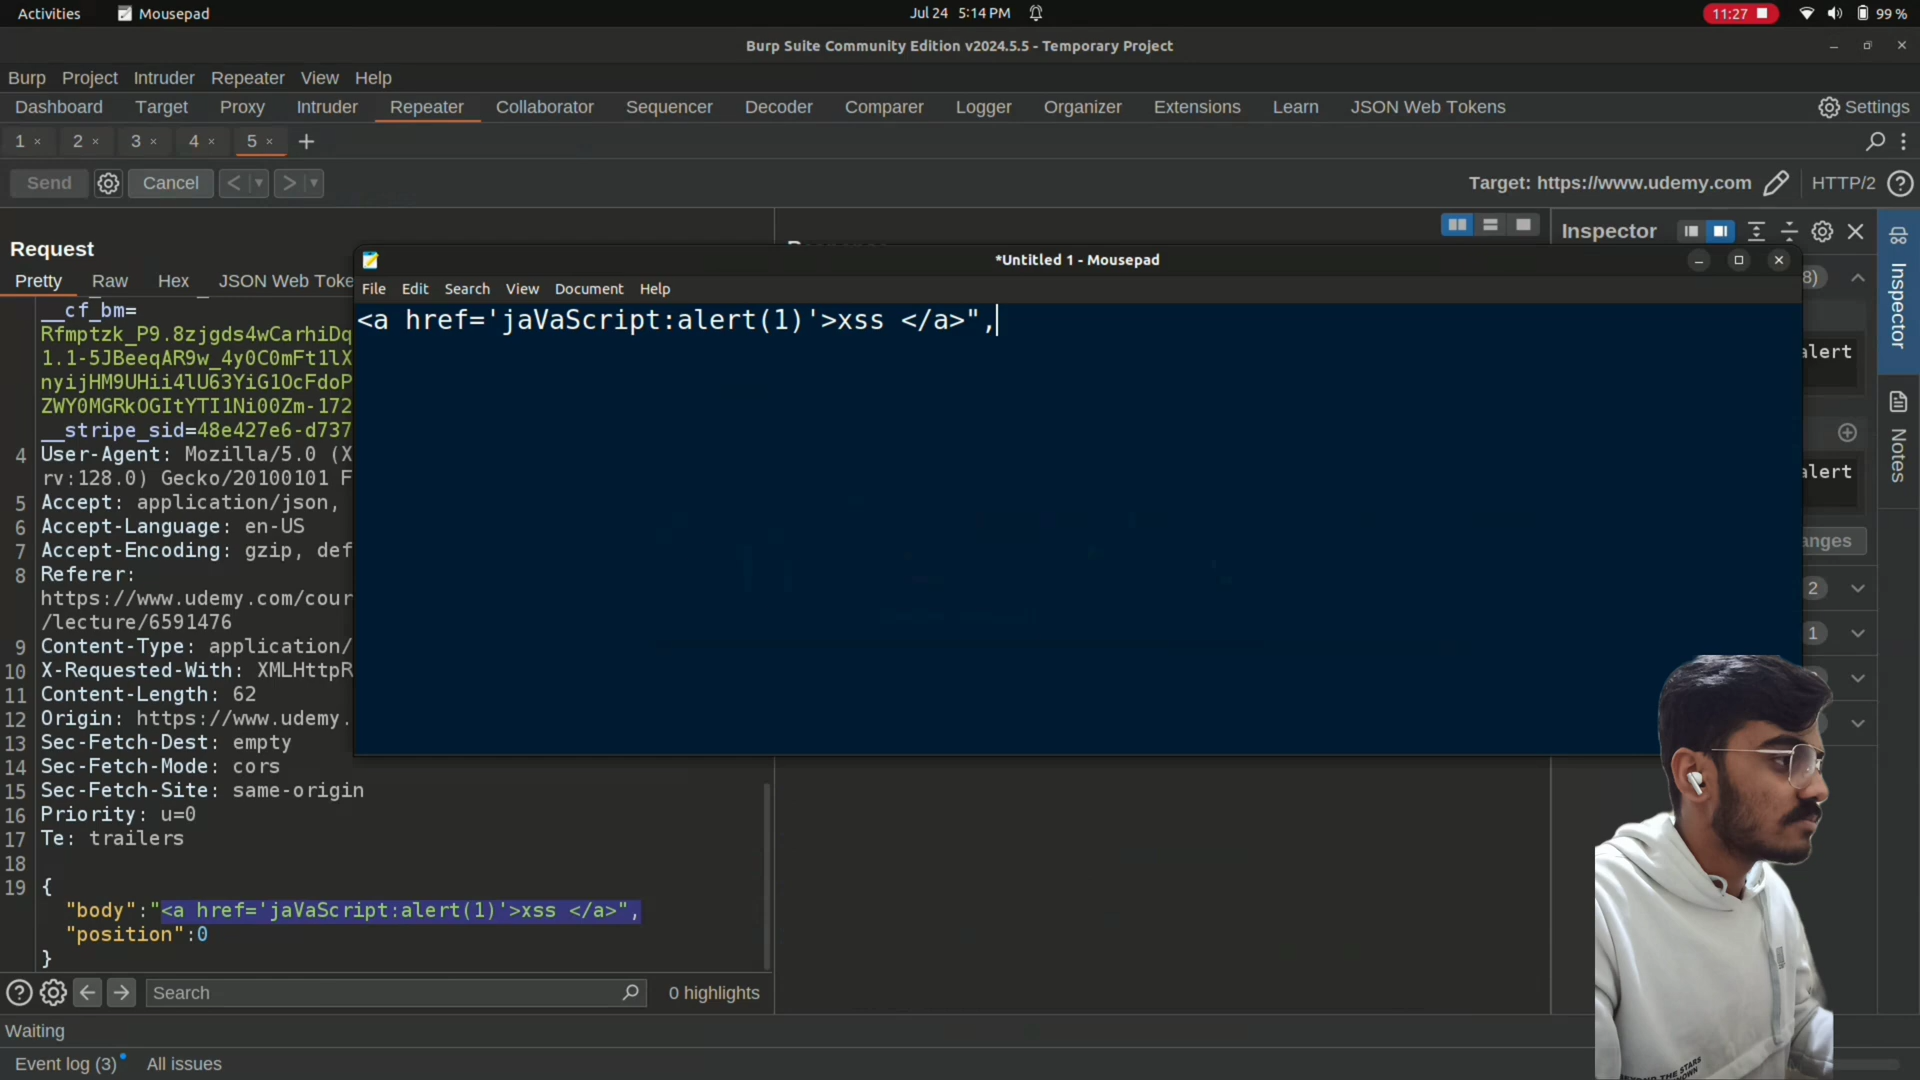 Activities Mousepad Jul 24 5:14 PM 11:27 99 %
Burp Suite Community Edition v2024.5.5 - Temporary Project
Burp Project Intruder Repeater View Help
Dashboard Target Proxy Intruder Repeater Collaborator Sequencer Decoder Comparer Logger Organizer Extensions Learn JSON Web Tokens Settings
1 × 2 × 3 × 4 × 5 × +
Send Cancel < > Target: https://www.udemy.com HTTP/2
Request
Inspector
Pretty Raw Hex JSON Web Toke
*Untitled 1 - Mousepad
File Edit Search View Document Help
<a href='jaVaScript:alert(1)'>xss </a>",
__cf_bm=
Rfmptzk_P9.8zjgds4wCarhiDq
1.1-5JBeeqAR9w_4y0C0mFt1lX
nyijHM9UHii4lU63YiG1OcFdoP
ZWY0MGRkOGItYTI1Ni00Zm-172
__stripe_sid=48e427e6-d737
4 User-Agent: Mozilla/5.0 (X
rv:128.0) Gecko/20100101 F
5 Accept: application/json,
6 Accept-Language: en-US
7 Accept-Encoding: gzip, def
8 Referer:
https://www.udemy.com/cour
/lecture/6591476
9 Content-Type: application/
10 X-Requested-With: XMLHttpR
11 Content-Length: 62
12 Origin: https://www.udemy.
13 Sec-Fetch-Dest: empty
14 Sec-Fetch-Mode: cors
15 Sec-Fetch-Site: same-origin
16 Priority: u=0
17 Te: trailers
18
19 {
"body":"<a href='jaVaScript:alert(1)'>xss </a>",
"position":0
}
8)
alert
alert
anges
2
1
Inspector
Notes
Search 0 highlights
Waiting
Event log (3) All issues